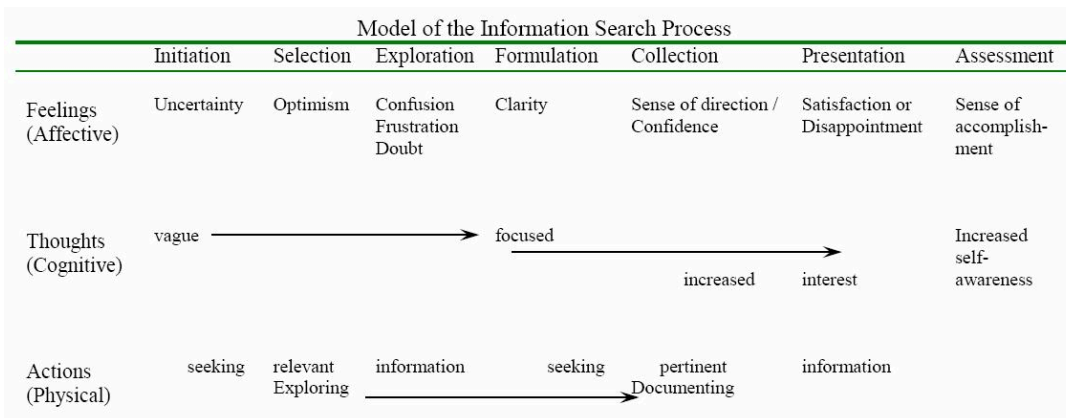 Model of the Information Search Process
Initiation Selection Exploration Formulation Collection Presentation Assessment
Feelings Uncertainty Optimism Confusion Clarity Sense of direction / Satisfaction or Sense of
(Affective) Frustration Confidence Disappointment accomplish-
Doubt ment
Thoughts vague focused Increased
(Cognitive) self-
increased interest awareness
Actions seeking relevant information seeking pertinent information
(Physical) Exploring Documenting